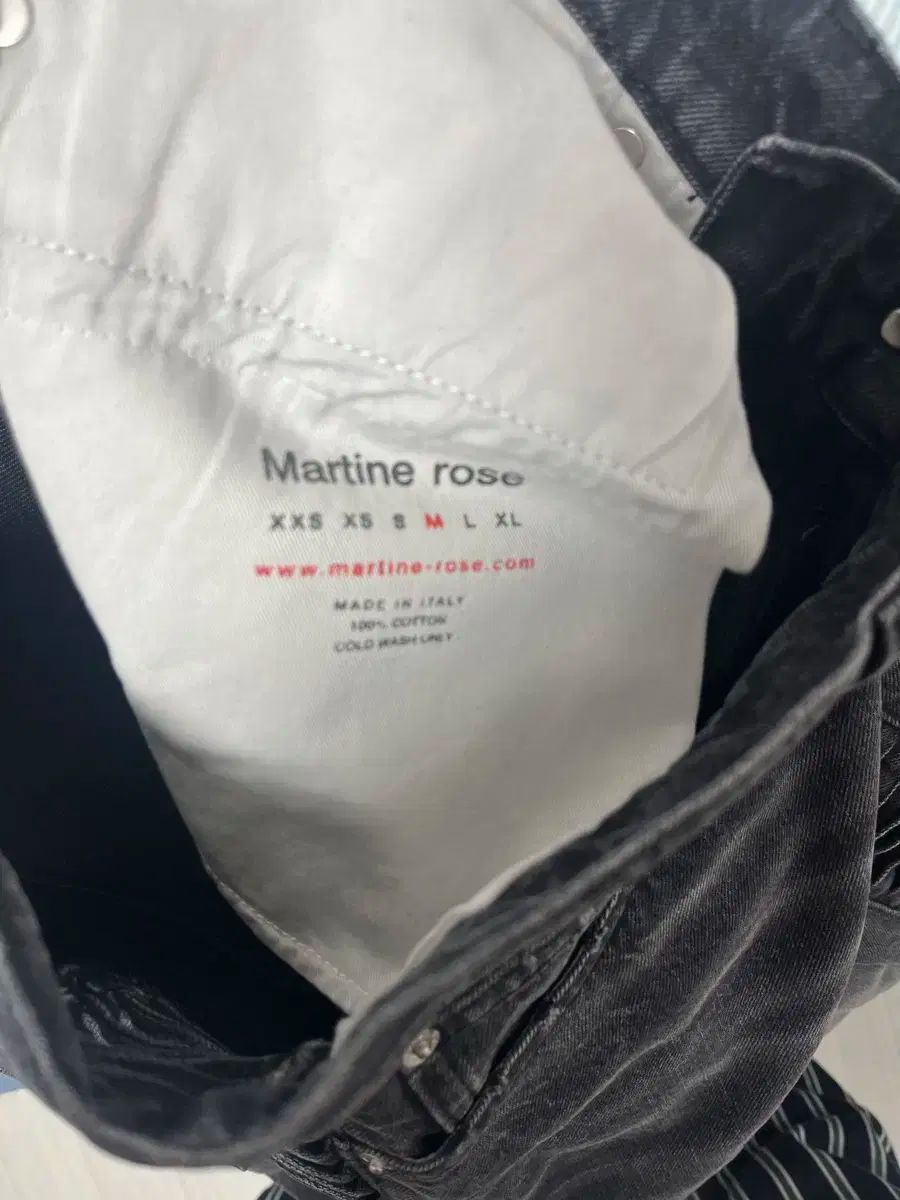 Martine rose
XXS XS S M L XL
www.martine-rose.com
MADE IN ITALY
100% COTTON
COLD WASH ONLY